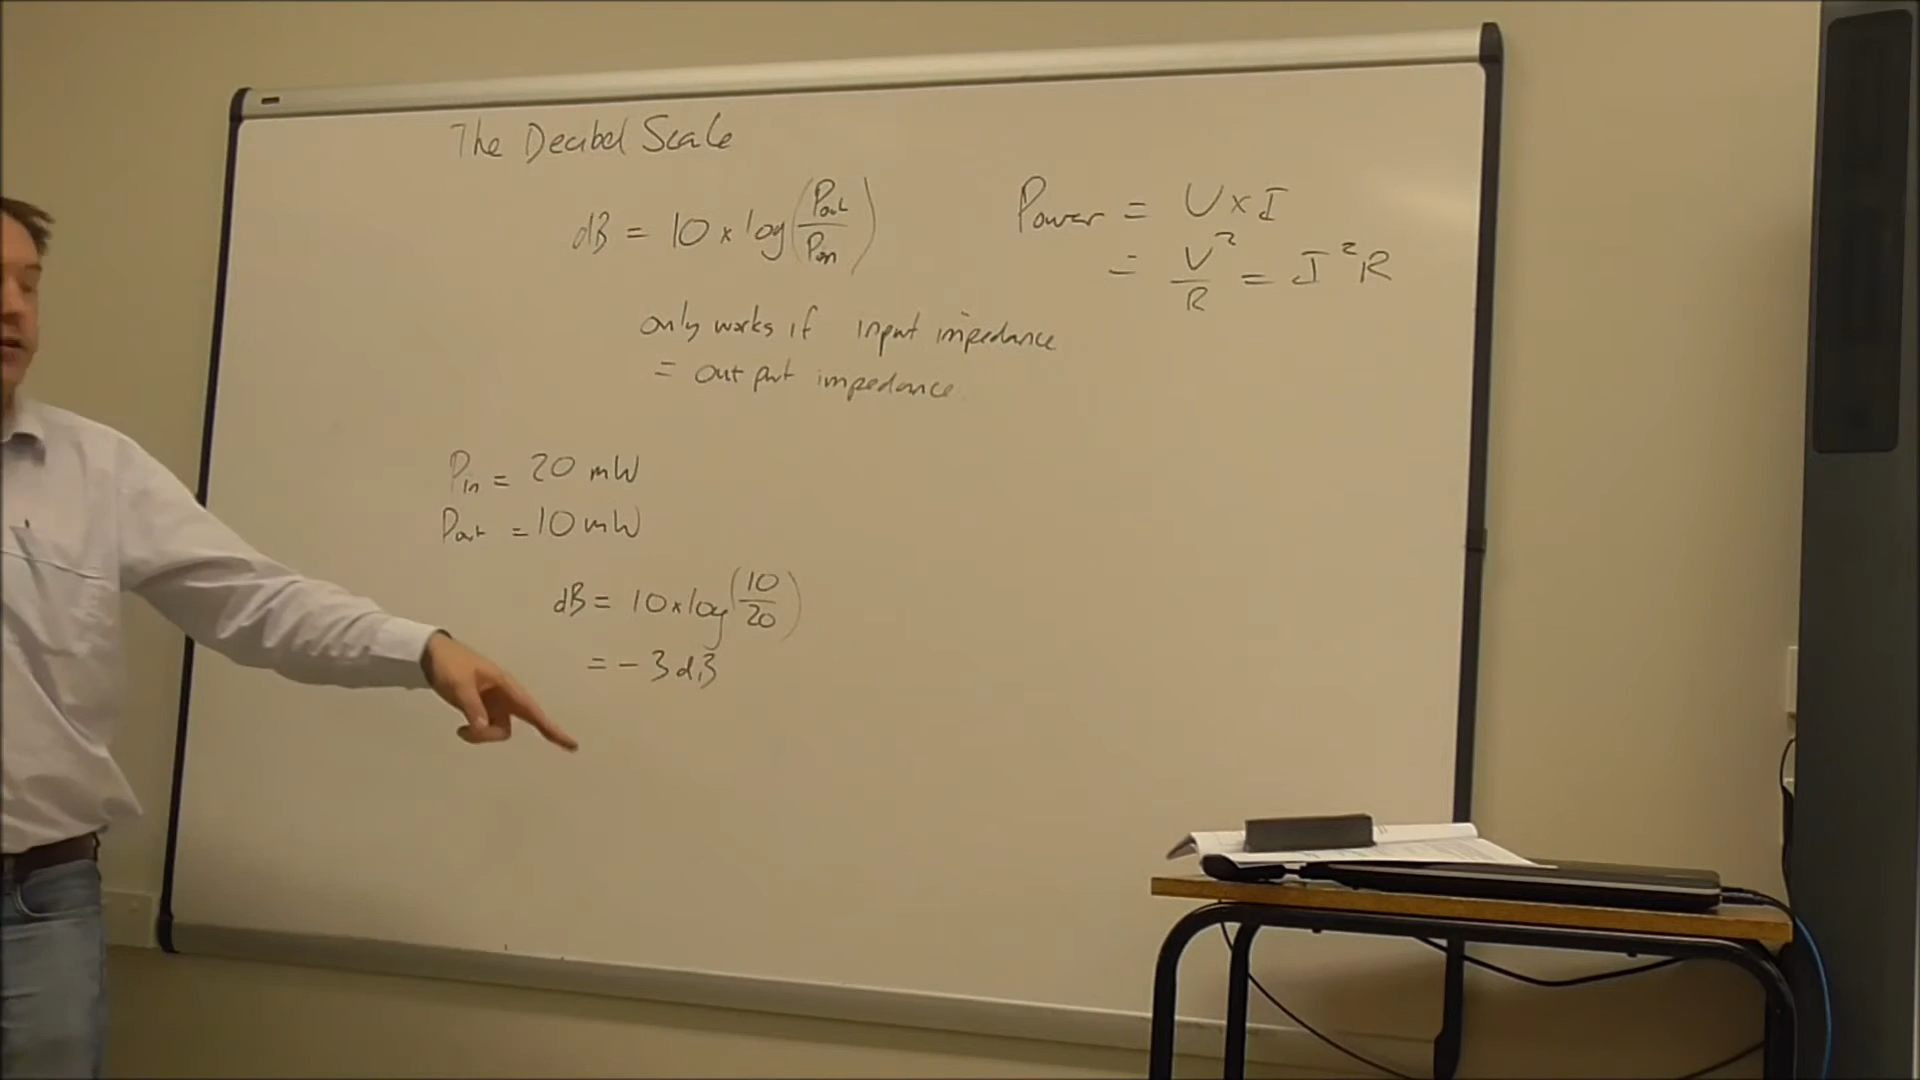 The Decibel Scale
dB = 10 × log (Pout / Pin)
Power = V × I
= V² / R = I² R
only works if input impedance
= output impedance
Pin = 20 mW
Pout = 10 mW
dB = 10 × log (10 / 20)
= - 3 dB